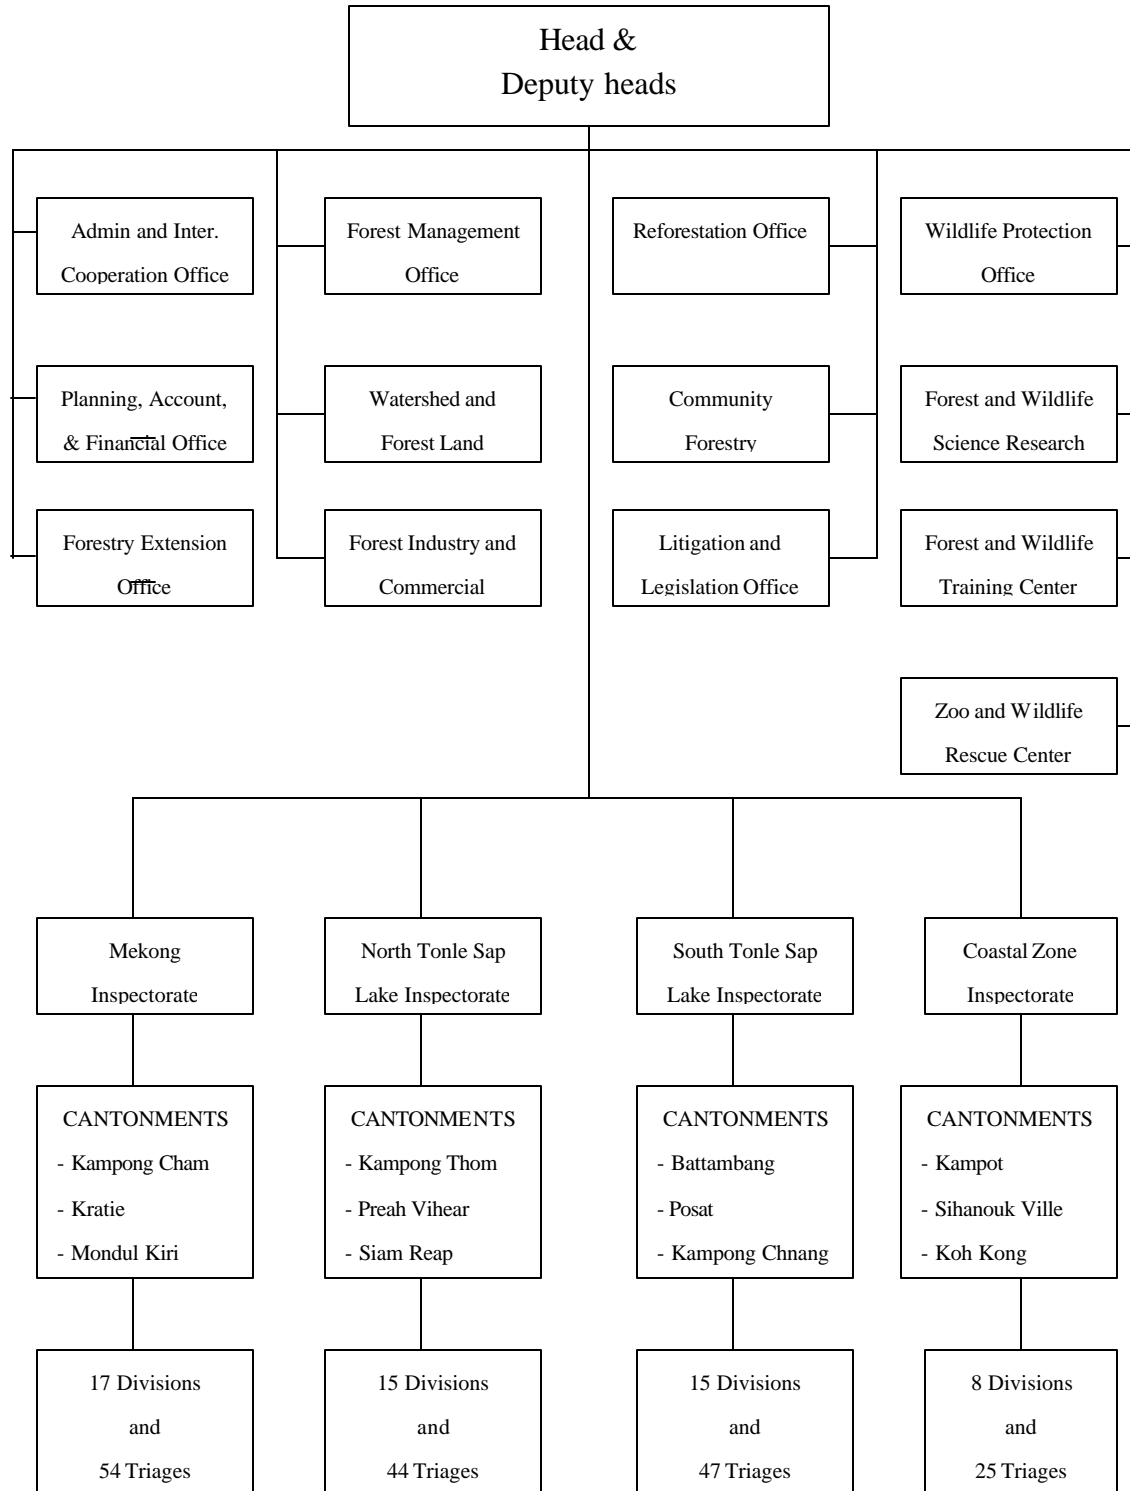 Head &
Deputy heads
Admin and Inter.
Cooperation Office
Forest Management
Office
Reforestation Office
Wildlife Protection
Office
Planning, Account,
& Financial Office
Watershed and
Forest Land
Community
Forestry
Forest and Wildlife
Science Research
Forestry Extension
Office
Forest Industry and
Commercial
Litigation and
Legislation Office
Forest and Wildlife
Training Center
Zoo and Wildlife
Rescue Center
Mekong
Inspectorate
North Tonle Sap
Lake Inspectorate
South Tonle Sap
Lake Inspectorate
Coastal Zone
Inspectorate
CANTONMENTS
- Kampong Cham
- Kratie
- Mondul Kiri
CANTONMENTS
- Kampong Thom
- Preah Vihear
- Siam Reap
CANTONMENTS
- Battambang
- Posat
- Kampong Chnang
CANTONMENTS
- Kampot
- Sihanouk Ville
- Koh Kong
17 Divisions
and
54 Triages
15 Divisions
and
44 Triages
15 Divisions
and
47 Triages
8 Divisions
and
25 Triages